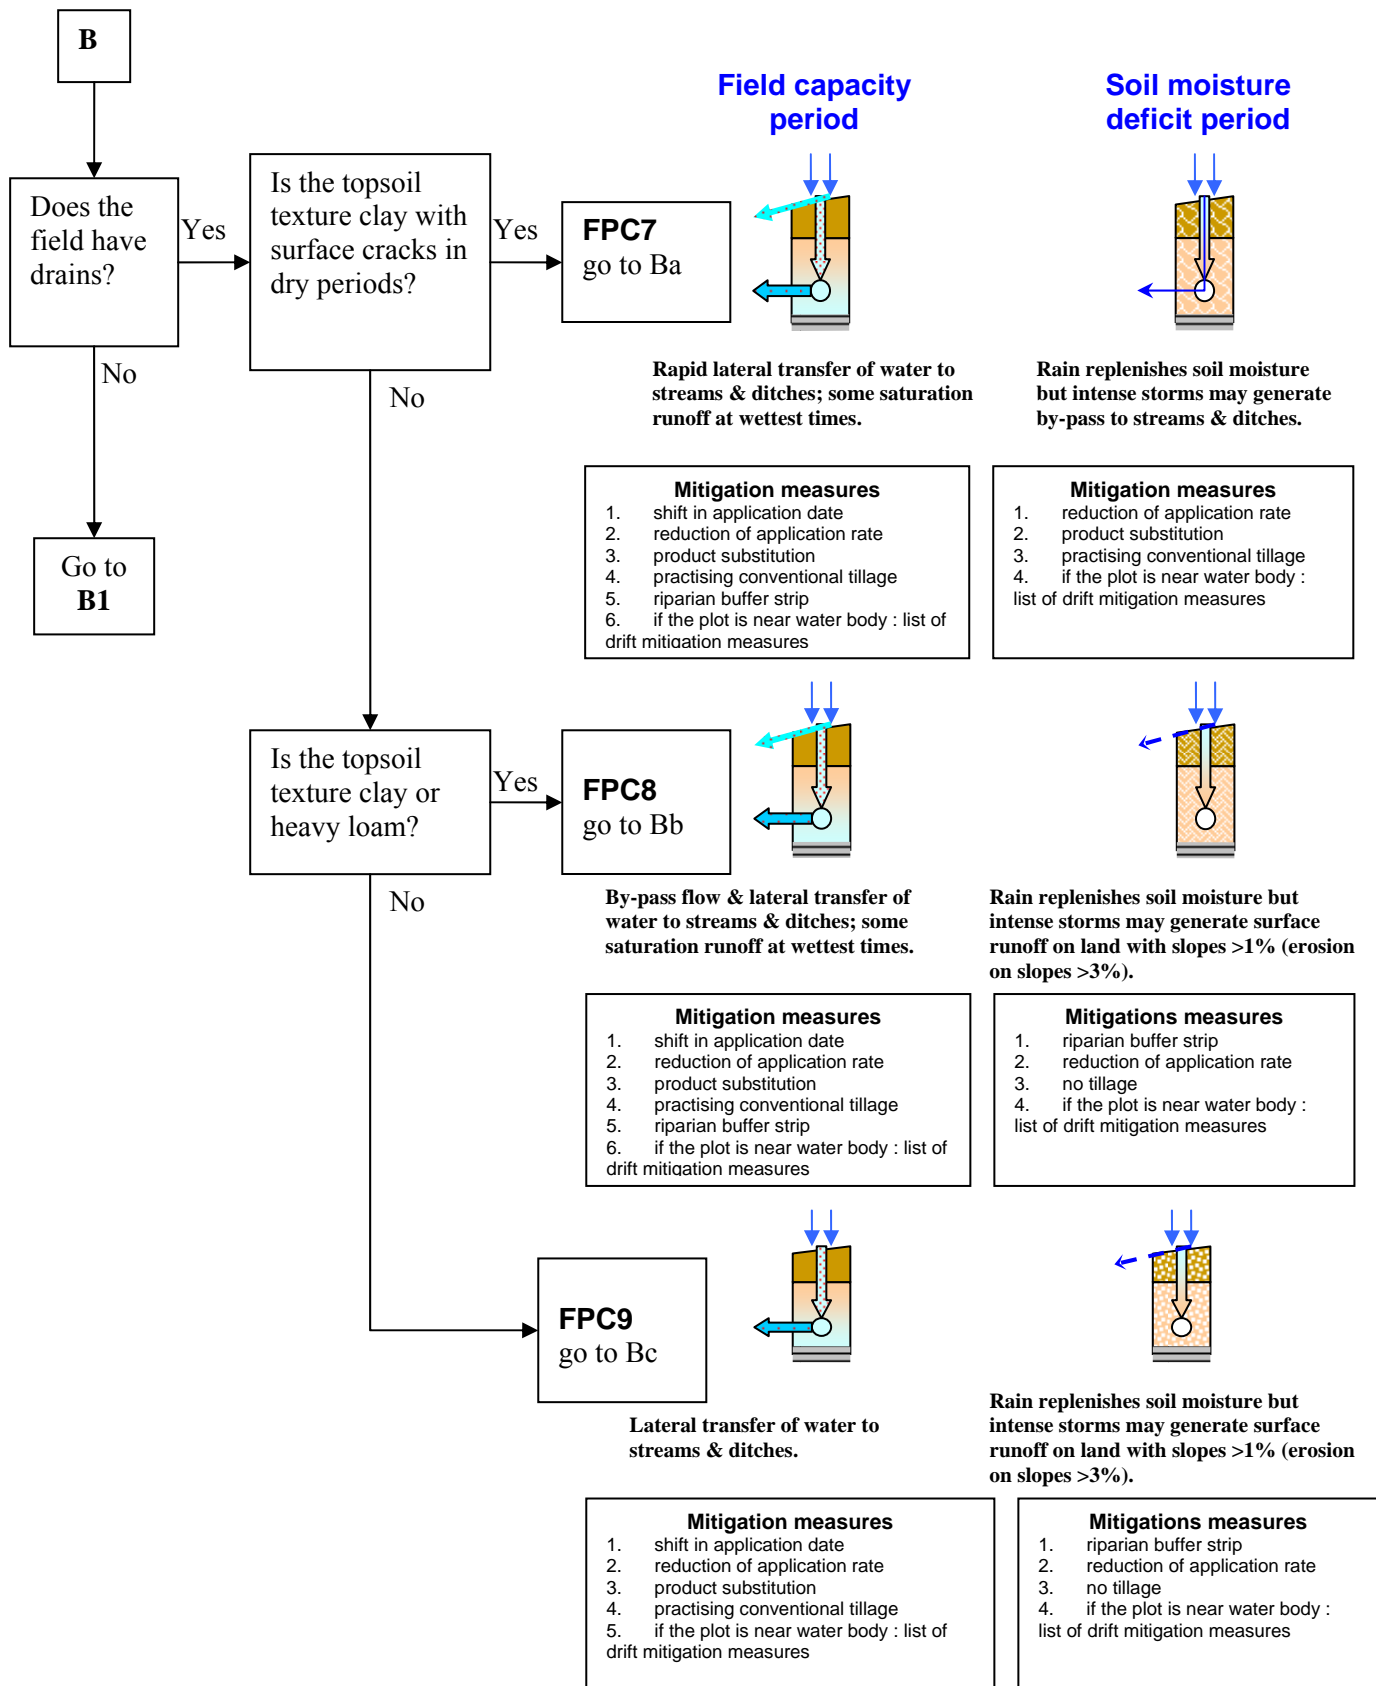 B
Field capacity
period
Soil moisture
deficit period
Does the
field have
drains?
Yes
Is the topsoil
texture clay with
surface cracks in
dry periods?
Yes
FPC7
go to Ba
No
No
Go to
B1
Rapid lateral transfer of water to
streams & ditches; some saturation
runoff at wettest times.
Rain replenishes soil moisture
but intense storms may generate
by-pass to streams & ditches.
Mitigation measures
1. shift in application date
2. reduction of application rate
3. product substitution
4. practising conventional tillage
5. riparian buffer strip
6. if the plot is near water body : list of
drift mitigation measures
Mitigation measures
1. reduction of application rate
2. product substitution
3. practising conventional tillage
4. if the plot is near water body :
list of drift mitigation measures
Is the topsoil
texture clay or
heavy loam?
Yes
FPC8
go to Bb
No
By-pass flow & lateral transfer of
water to streams & ditches; some
saturation runoff at wettest times.
Rain replenishes soil moisture but
intense storms may generate surface
runoff on land with slopes >1% (erosion
on slopes >3%).
Mitigation measures
1. shift in application date
2. reduction of application rate
3. product substitution
4. practising conventional tillage
5. riparian buffer strip
6. if the plot is near water body : list of
drift mitigation measures
Mitigations measures
1. riparian buffer strip
2. reduction of application rate
3. no tillage
4. if the plot is near water body :
list of drift mitigation measures
FPC9
go to Bc
Lateral transfer of water to
streams & ditches.
Rain replenishes soil moisture but
intense storms may generate surface
runoff on land with slopes >1% (erosion
on slopes >3%).
Mitigation measures
1. shift in application date
2. reduction of application rate
3. product substitution
4. practising conventional tillage
5. if the plot is near water body : list of
drift mitigation measures
Mitigations measures
1. riparian buffer strip
2. reduction of application rate
3. no tillage
4. if the plot is near water body :
list of drift mitigation measures